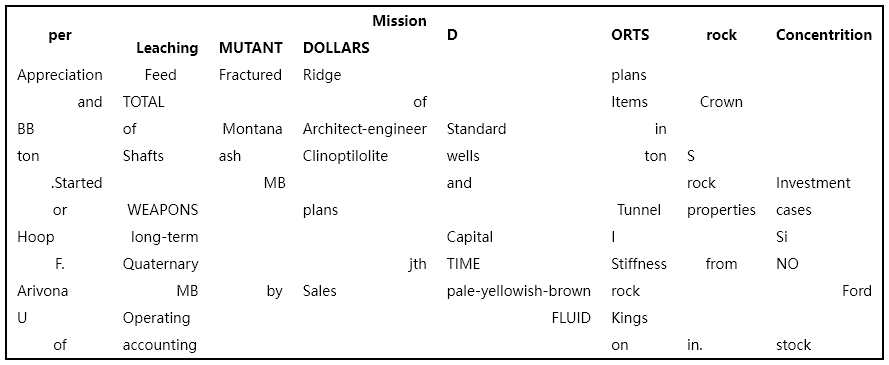 per Leaching MUTANT Mission DOLLARS D ORTS rock Concentrition
Appreciation Feed Fractured Ridge plans
and TOTAL of Items Crown
BB of Montana Architect-engineer Standard in
ton Shafts ash Clinoptilolite wells ton S
.Started MB and rock Investment
or WEAPONS plans Tunnel properties cases
Hoop long-term Capital I Si
F. Quaternary jth TIME Stiffness from NO
Arivona MB by Sales pale-yellowish-brown rock Ford
U Operating FLUID Kings
of accounting on in. stock